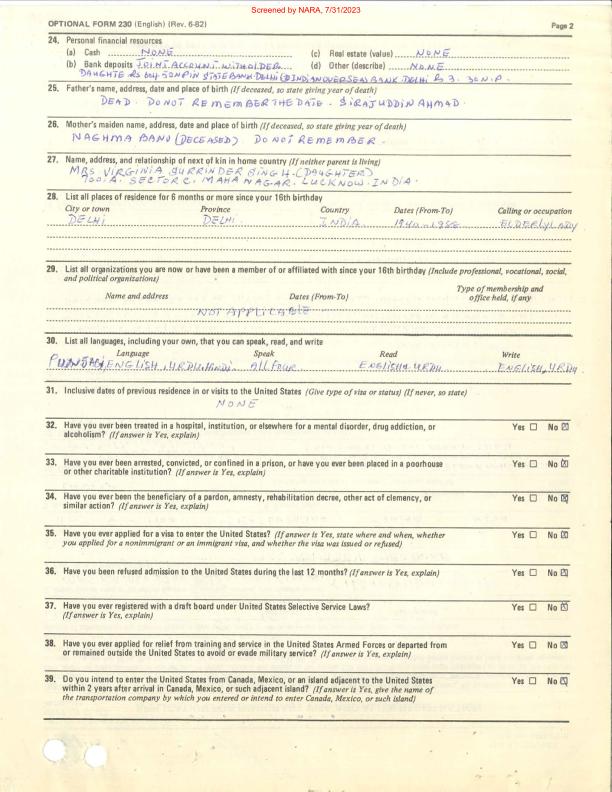 Screened by NARA, 7/31/2023
OPTIONAL FORM 230 (English) (Rev. 6-82) Page 2
24. Personal financial resources
(a) Cash NONE (c) Real estate (value) NONE
(b) Bank deposits JOINT ACCOUNT WITH OLDER (d) Other (describe) NONE
DAUGHTE Rs IN STATE BANK DELHI INDIAN OVERSEAS BANK DELHI Rs 3.30 N.P.
25. Father's name, address, date and place of birth (If deceased, so state giving year of death)
DEAD. DO NOT REMEMBER THE DATE - SIRAJUDDIN AHMAD.
26. Mother's maiden name, address, date and place of birth (If deceased, so state giving year of death)
NAGHMA BANU (DECEASED) DO NOT REMEMBER.
27. Name, address, and relationship of next of kin in home country (If neither parent is living)
MRS VIRGINIA GURRINDER SINGH. (DAUGHTER)
SECTOR C. MAHANAGAR. LUCKNOW. INDIA.
28. List all places of residence for 6 months or more since your 16th birthday
City or town Province Country Dates (From-To) Calling or occupation
DELHI DELHI INDIA ELDERLY LADY
29. List all organizations you are now or have been a member of or affiliated with since your 16th birthday (Include professional, vocational, social,
and political organizations)
Name and address Dates (From-To) Type of membership and
office held, if any
NOT APPLICABLE
30. List all languages, including your own, that you can speak, read, and write
Language Speak Read Write
PUNJABI, ENGLISH, URDU, Hindi. All FOUR ENGLISH & URDU ENGLISH, URDU
31. Inclusive dates of previous residence in or visits to the United States (Give type of visa or status) (If never, so state)
NONE
32. Have you ever been treated in a hospital, institution, or elsewhere for a mental disorder, drug addiction, or Yes ☐ No ☒
alcoholism? (If answer is Yes, explain)
33. Have you ever been arrested, convicted, or confined in a prison, or have you ever been placed in a poorhouse Yes ☐ No ☒
or other charitable institution? (If answer is Yes, explain)
34. Have you ever been the beneficiary of a pardon, amnesty, rehabilitation decree, other act of clemency, or Yes ☐ No ☒
similar action? (If answer is Yes, explain)
35. Have you ever applied for a visa to enter the United States? (If answer is Yes, state where and when, whether Yes ☐ No ☒
you applied for a nonimmigrant or an immigrant visa, and whether the visa was issued or refused)
36. Have you been refused admission to the United States during the last 12 months? (If answer is Yes, explain) Yes ☐ No ☒
37. Have you ever registered with a draft board under United States Selective Service Laws? Yes ☐ No ☒
(If answer is Yes, explain)
38. Have you ever applied for relief from training and service in the United States Armed Forces or departed from Yes ☐ No ☒
or remained outside the United States to avoid or evade military service? (If answer is Yes, explain)
39. Do you intend to enter the United States from Canada, Mexico, or an island adjacent to the United States Yes ☐ No ☒
within 2 years after arrival in Canada, Mexico, or such adjacent island? (If answer is Yes, give the name of
the transportation company by which you entered or intend to enter Canada, Mexico, or such island)